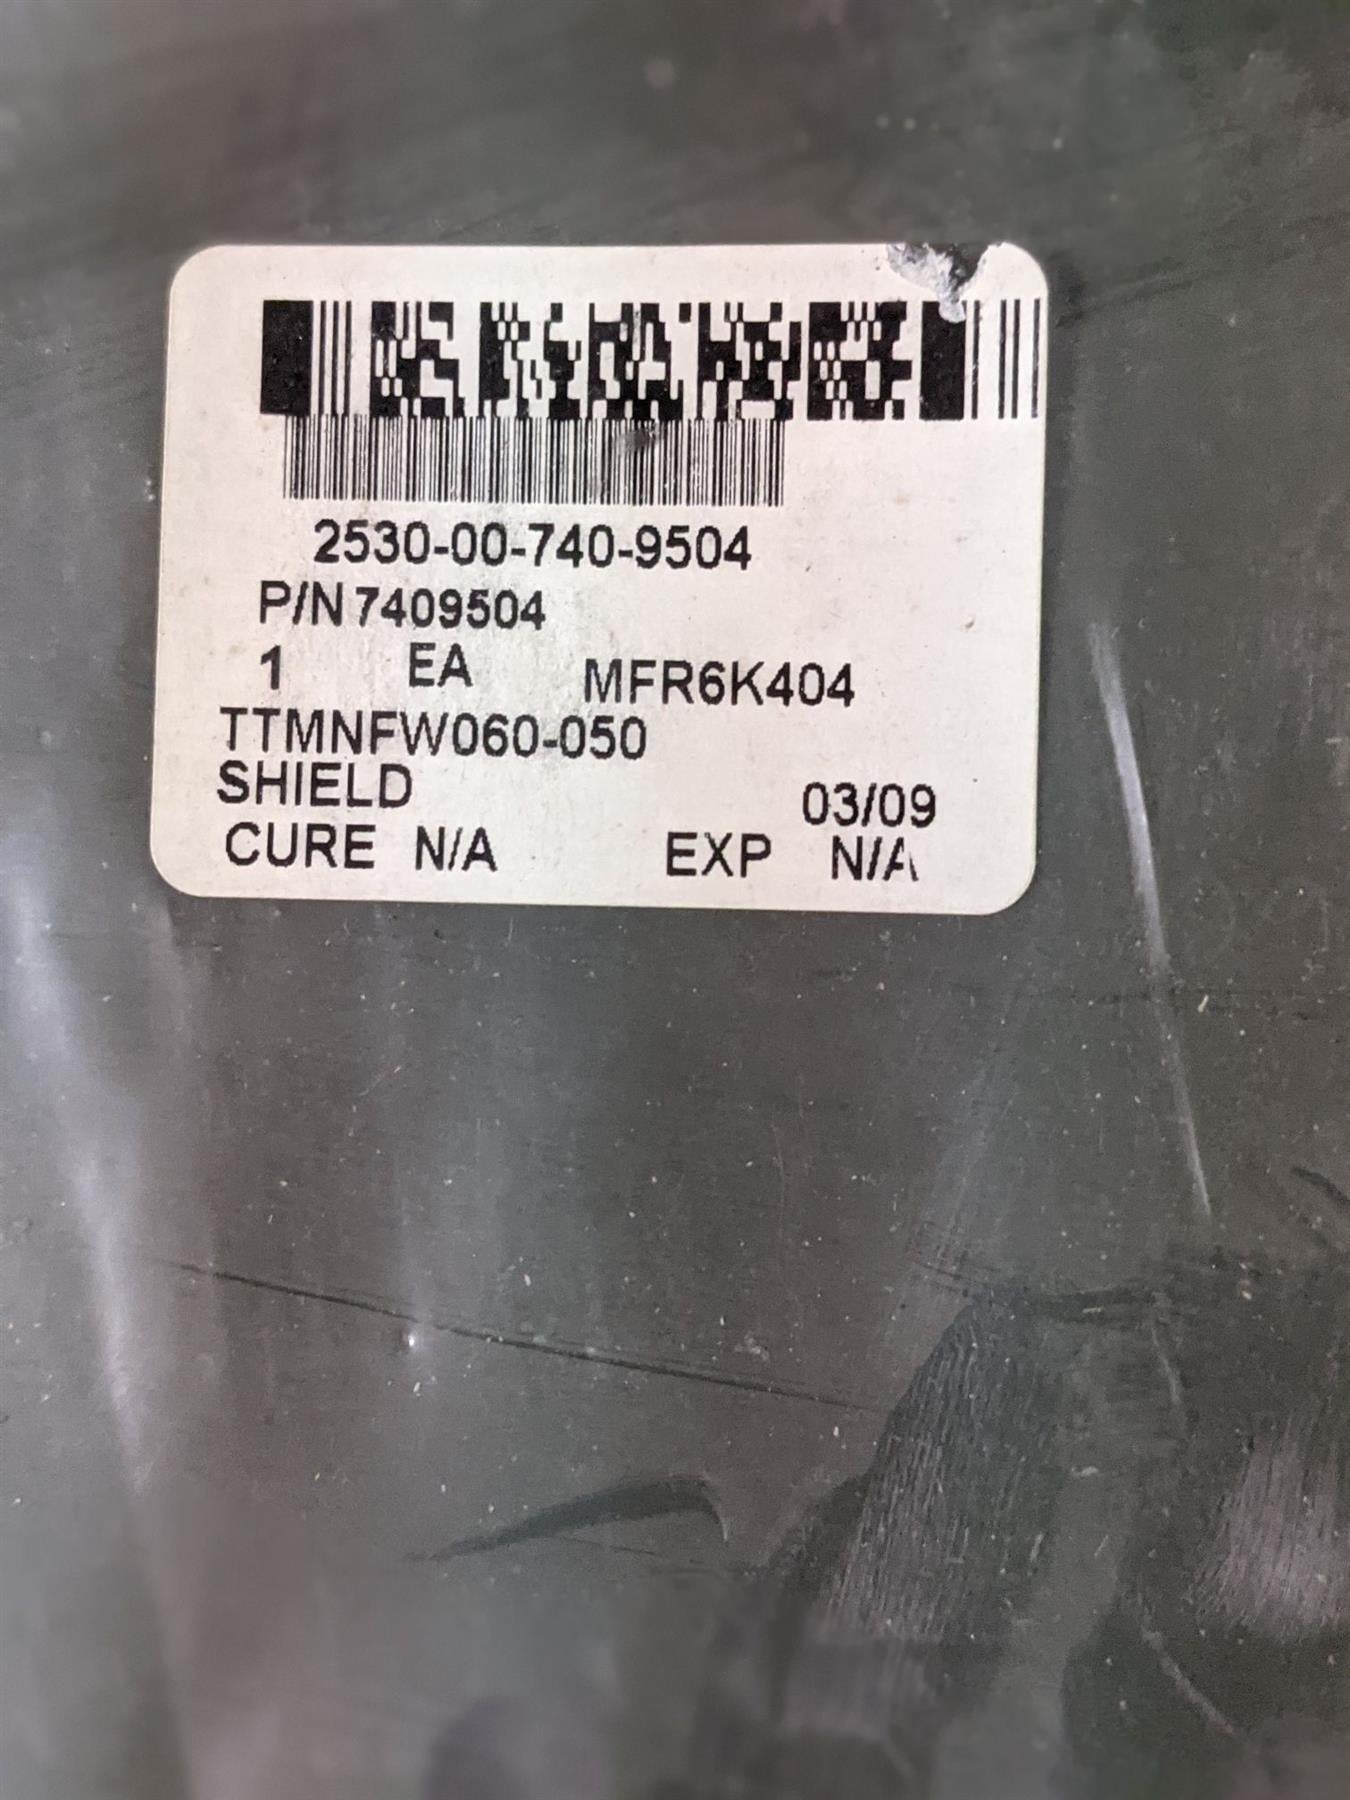 2530-00-740-9504
P/N 7409504
1 EA MFR6K404
TTMNFW060-050
SHIELD 03/09
CURE N/A EXP N/A